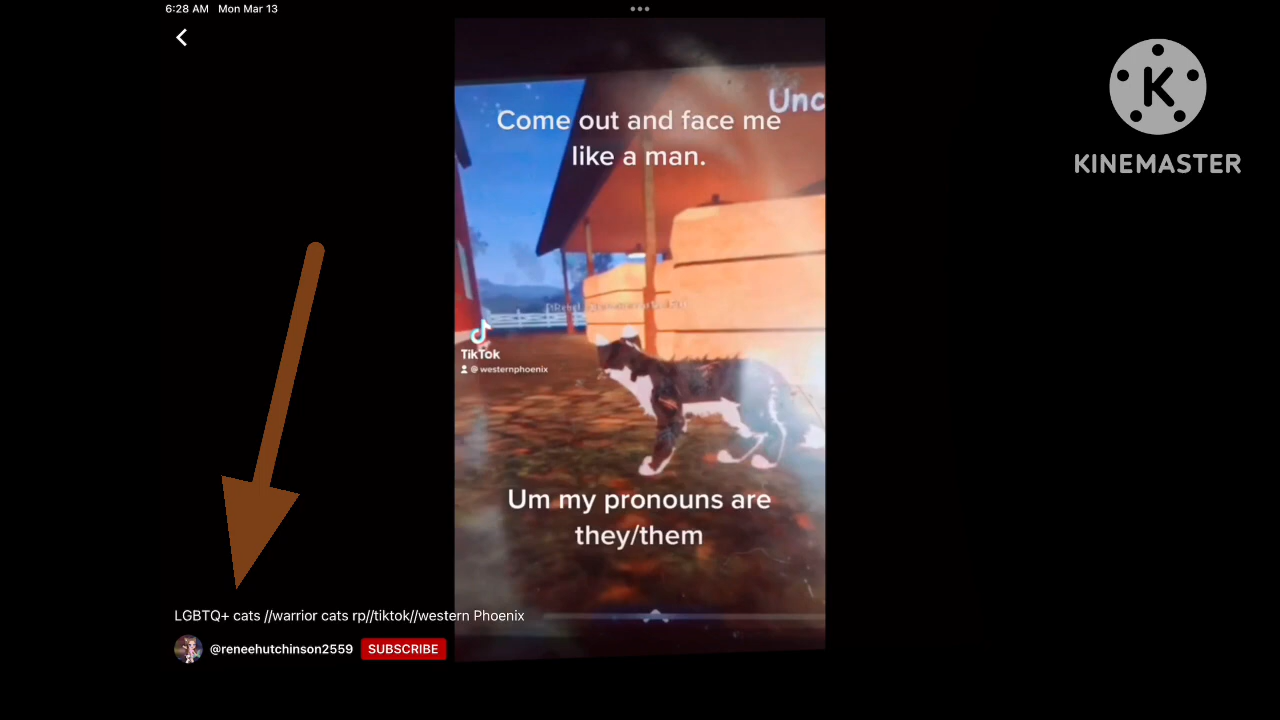 6:28 AM Mon Mar 13
Unc
Come out and face me
like a man.
K
KINEMASTER
TikTok
@ westernphoenix
Um my pronouns are
they/them
LGBTQ+ cats //warrior cats rp//tiktok//western Phoenix
@reneehutchinson2559 SUBSCRIBE